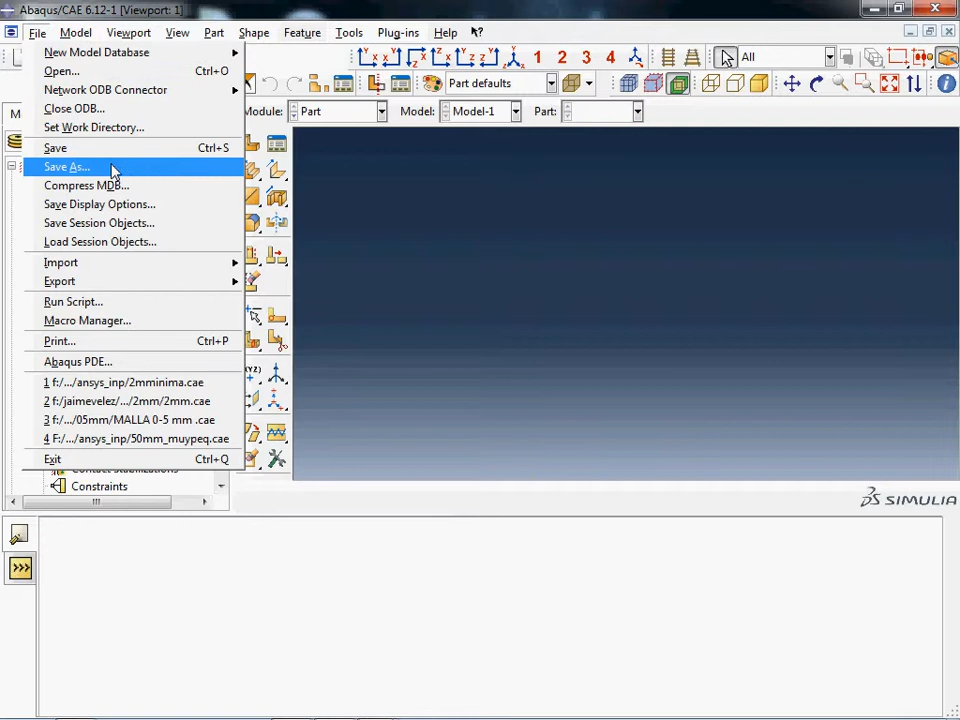 Abaqus/CAE 6.12-1 [Viewport: 1]
File Model Viewport View Part Shape Feature Tools Plug-ins Help
New Model Database
Open... Ctrl+O
Network ODB Connector
Close ODB...
Set Work Directory...
Save Ctrl+S
Save As...
Compress MDB...
Save Display Options...
Save Session Objects...
Load Session Objects...
Import
Export
Run Script...
Macro Manager...
Print... Ctrl+P
Abaqus PDE...
1 f:/.../ansys_inp/2mminima.cae
2 f:/jaimevelez/.../2mm/2mm.cae
3 f:/.../05mm/MALLA 0-5 mm .cae
4 F:/.../ansys_inp/50mm_muypeq.cae
Exit Ctrl+Q
1 2 3 4 All
Part defaults
Module: Part Model: Model-1 Part:
M
(XYZ)
Contact Stabilizations
Constraints
SIMULIA